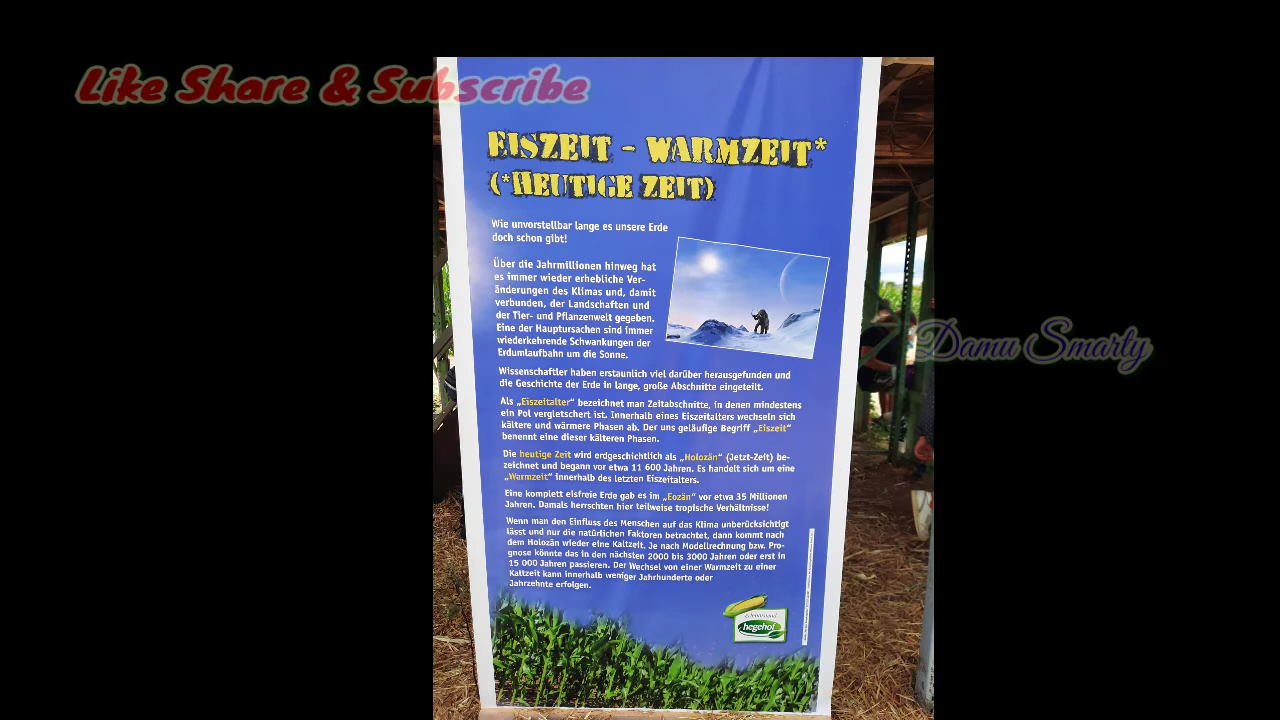 Like Share & Subscribe
EISZEIT - WARMZEIT*
(*HEUTIGE ZEIT)
Wie unvorstellbar lange es unsere Erde
doch schon gibt!
Über die Jahrmillionen hinweg hat
es immer wieder erhebliche Ver-
änderungen des Klimas und, damit
verbunden, der Landschaften und
der Tier- und Pflanzenwelt gegeben.
Eine der Hauptursachen sind immer
wiederkehrende Schwankungen der
Erdumlaufbahn um die Sonne.
Wissenschaftler haben erstaunlich viel darüber herausgefunden und
die Geschichte der Erde in lange, große Abschnitte eingeteilt.
Als „Eiszeitalter“ bezeichnet man Zeitabschnitte, in denen mindestens
ein Pol vergletschert ist. Innerhalb eines Eiszeitalters wechseln sich
kältere und wärmere Phasen ab. Der uns geläufige Begriff „Eiszeit“
benennt eine dieser kälteren Phasen.
Die heutige Zeit wird erdgeschichtlich als „Holozän“ (Jetzt-Zeit) be-
zeichnet und begann vor etwa 11 600 Jahren. Es handelt sich um eine
„Warmzeit“ innerhalb des letzten Eiszeitalters.
Eine komplett eisfreie Erde gab es im „Eozän“ vor etwa 35 Millionen
Jahren. Damals herrschten hier teilweise tropische Verhältnisse!
Wenn man den Einfluss des Menschen auf das Klima unberücksichtigt
lässt und nur die natürlichen Faktoren betrachtet, dann kommt nach
dem Holozän wieder eine Kaltzeit. Je nach Modellrechnung bzw. Pro-
gnose könnte das in den nächsten 2000 bis 3000 Jahren oder erst in
15 000 Jahren passieren. Der Wechsel von einer Warmzeit zu einer
Kaltzeit kann innerhalb weniger Jahrhunderte oder
Jahrzehnte erfolgen.
Erlebnisland
hegehof
Danu Smarty